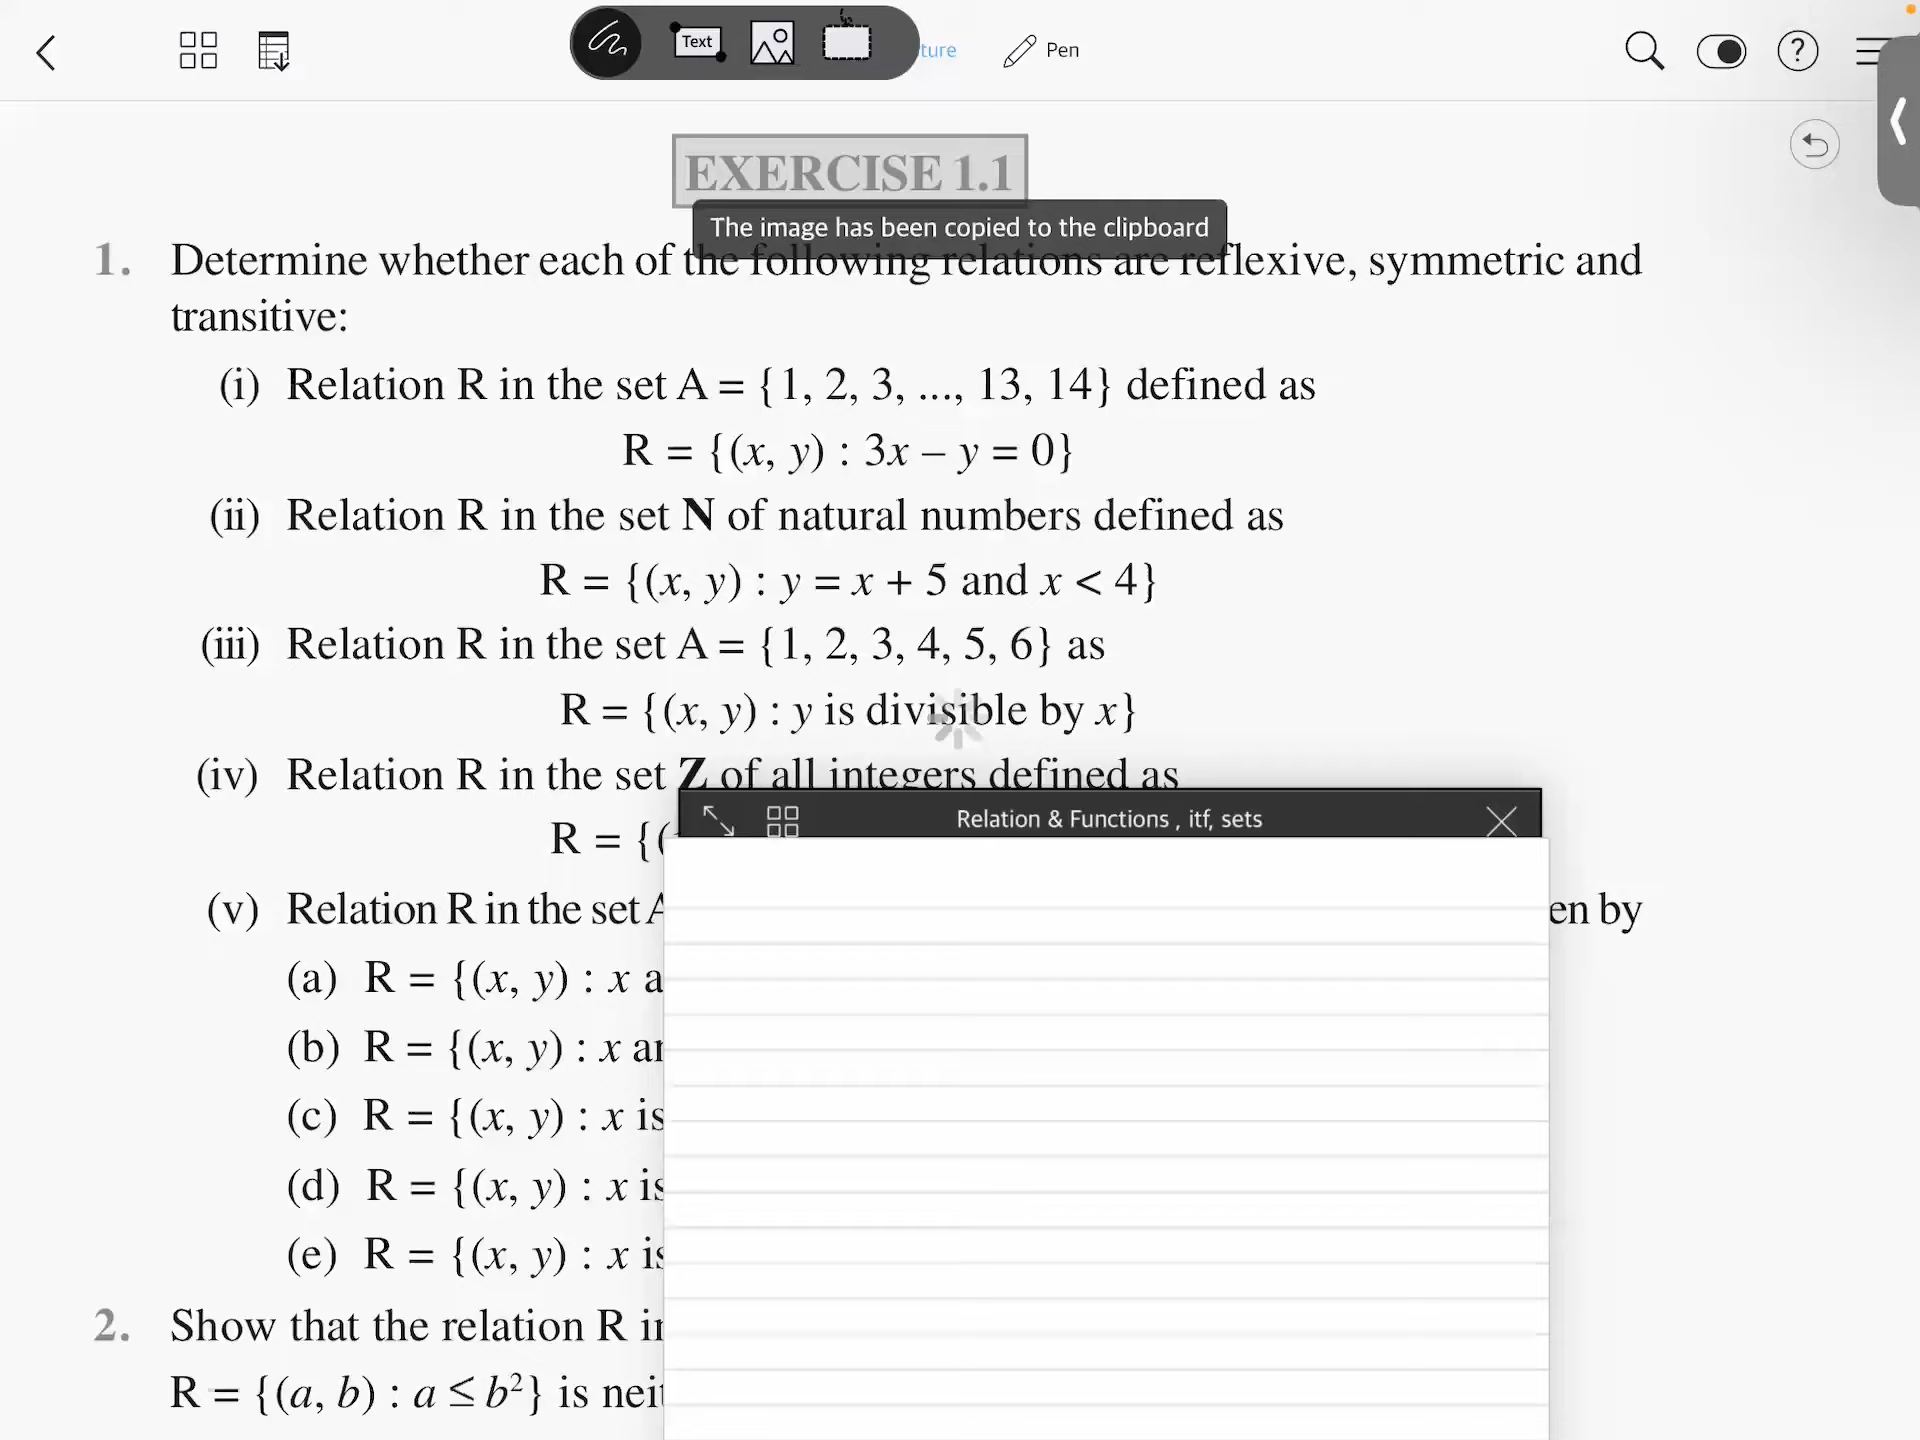 Text
ture
Pen
?
EXERCISE 1.1
The image has been copied to the clipboard
1. Determine whether each of the following relations are reflexive, symmetric and
transitive:
(i) Relation R in the set A = {1, 2, 3, ..., 13, 14} defined as
R = {(x, y) : 3x – y = 0}
(ii) Relation R in the set N of natural numbers defined as
R = {(x, y) : y = x + 5 and x < 4}
(iii) Relation R in the set A = {1, 2, 3, 4, 5, 6} as
R = {(x, y) : y is divisible by x}
(iv) Relation R in the set Z of all integers defined as
Relation & Functions , itf, sets
R = {(
(v) Relation R in the set A en by
(a) R = {(x, y) : x a
(b) R = {(x, y) : x an
(c) R = {(x, y) : x is
(d) R = {(x, y) : x is
(e) R = {(x, y) : x is
2. Show that the relation R in
R = {(a, b) : a ≤ b²} is neit